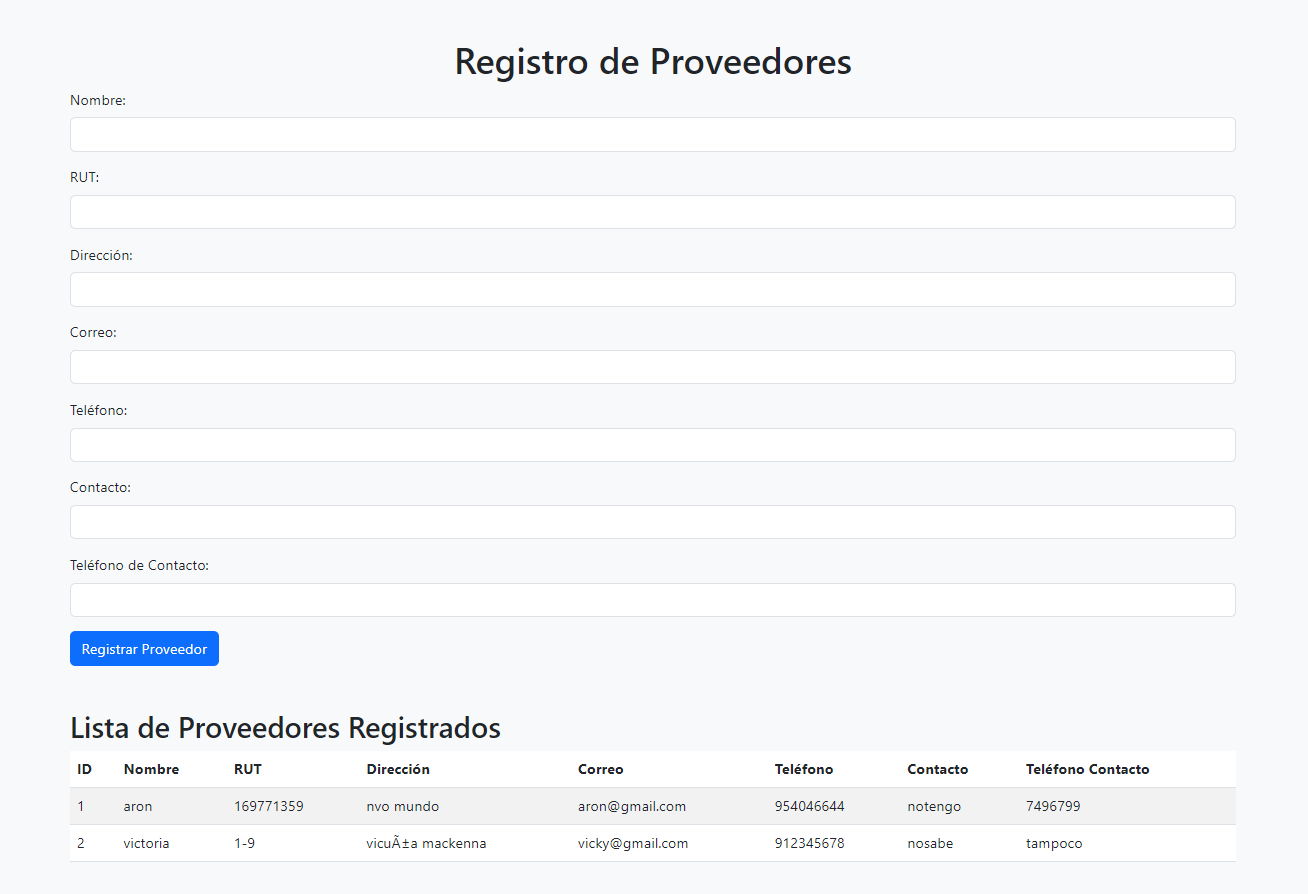 Registro de Proveedores
Nombre:
RUT:
Dirección:
Correo:
Teléfono:
Contacto:
Teléfono de Contacto:
Registrar Proveedor
Lista de Proveedores Registrados
ID Nombre RUT Dirección Correo Teléfono Contacto Teléfono Contacto
1 aron 169771359 nvo mundo aron@gmail.com 954046644 notengo 7496799
2 victoria 1-9 vicuÃ±a mackenna vicky@gmail.com 912345678 nosabe tampoco